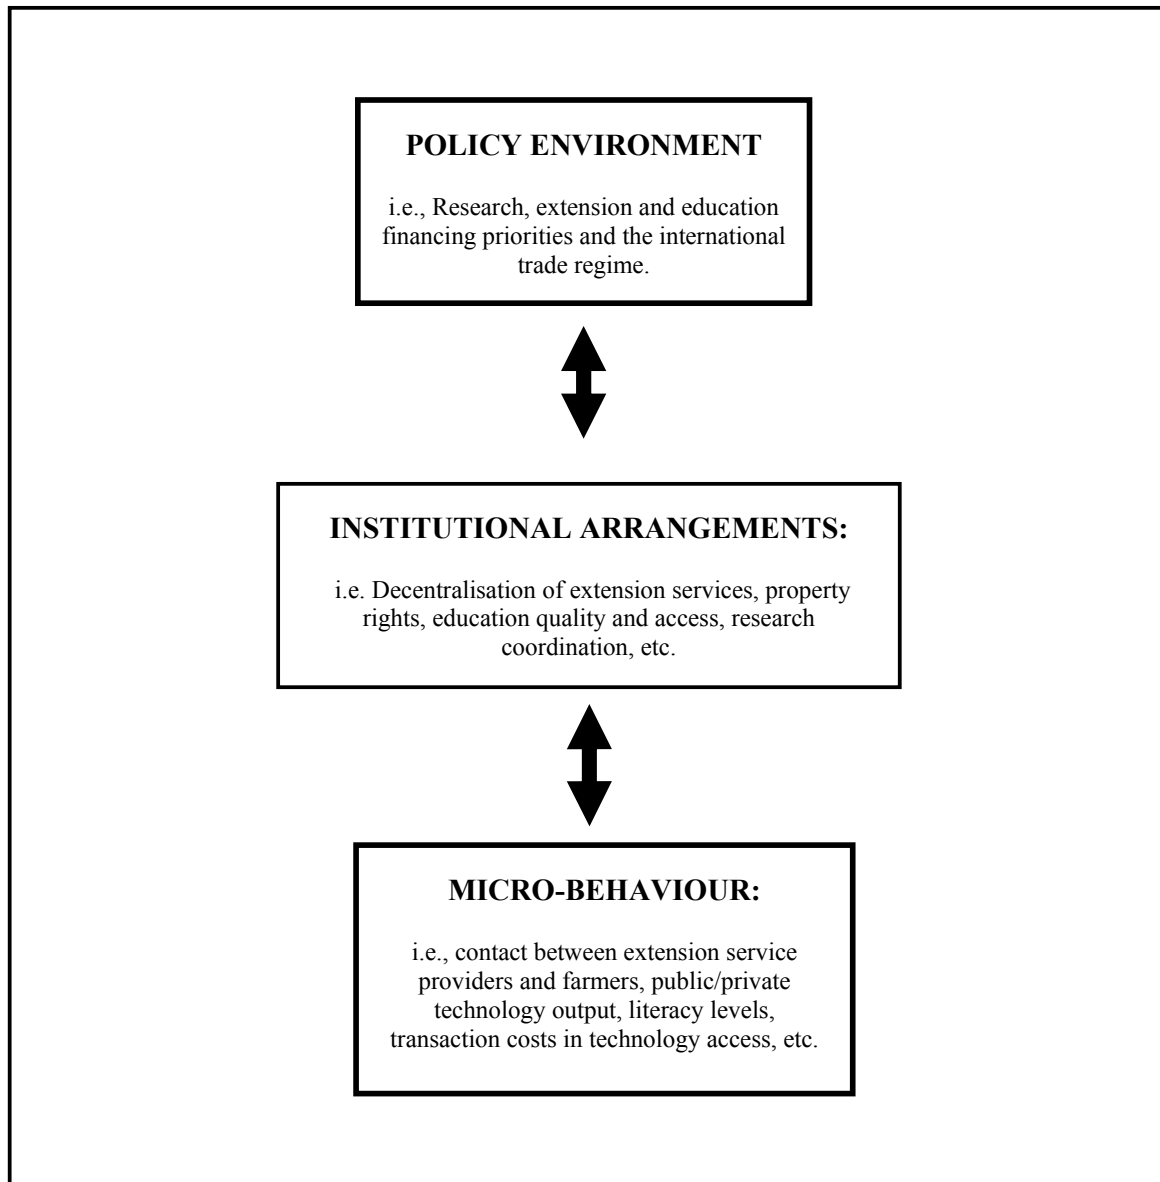 POLICY ENVIRONMENT
i.e., Research, extension and education
financing priorities and the international
trade regime.
INSTITUTIONAL ARRANGEMENTS:
i.e. Decentralisation of extension services, property
rights, education quality and access, research
coordination, etc.
MICRO-BEHAVIOUR:
i.e., contact between extension service
providers and farmers, public/private
technology output, literacy levels,
transaction costs in technology access, etc.